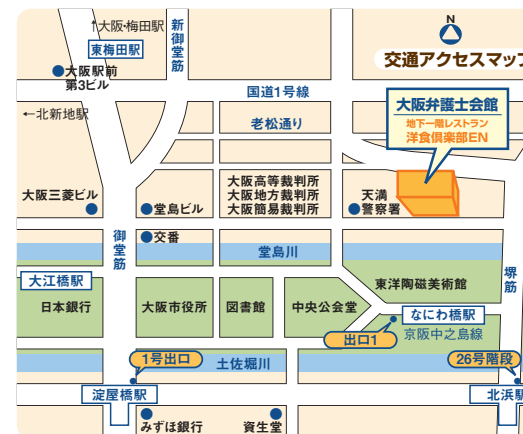 ↑大阪・梅田駅
新御堂筋
N
東梅田駅
大阪駅前
第3ビル
交通アクセスマップ
国道1号線
←北新地駅
老松通り
大阪弁護士会館
地下一階レストラン
洋食倶楽部EN
大阪三菱ビル
堂島ビル
大阪高等裁判所
大阪地方裁判所
大阪簡易裁判所
天満
警察署
御堂筋
交番
堂島川
堺筋
大江橋駅
東洋陶磁美術館
日本銀行
大阪市役所
図書館
中央公会堂
なにわ橋駅
出口1
京阪中之島線
1号出口
土佐堀川
26号階段
淀屋橋駅
北浜駅
みずほ銀行
資生堂